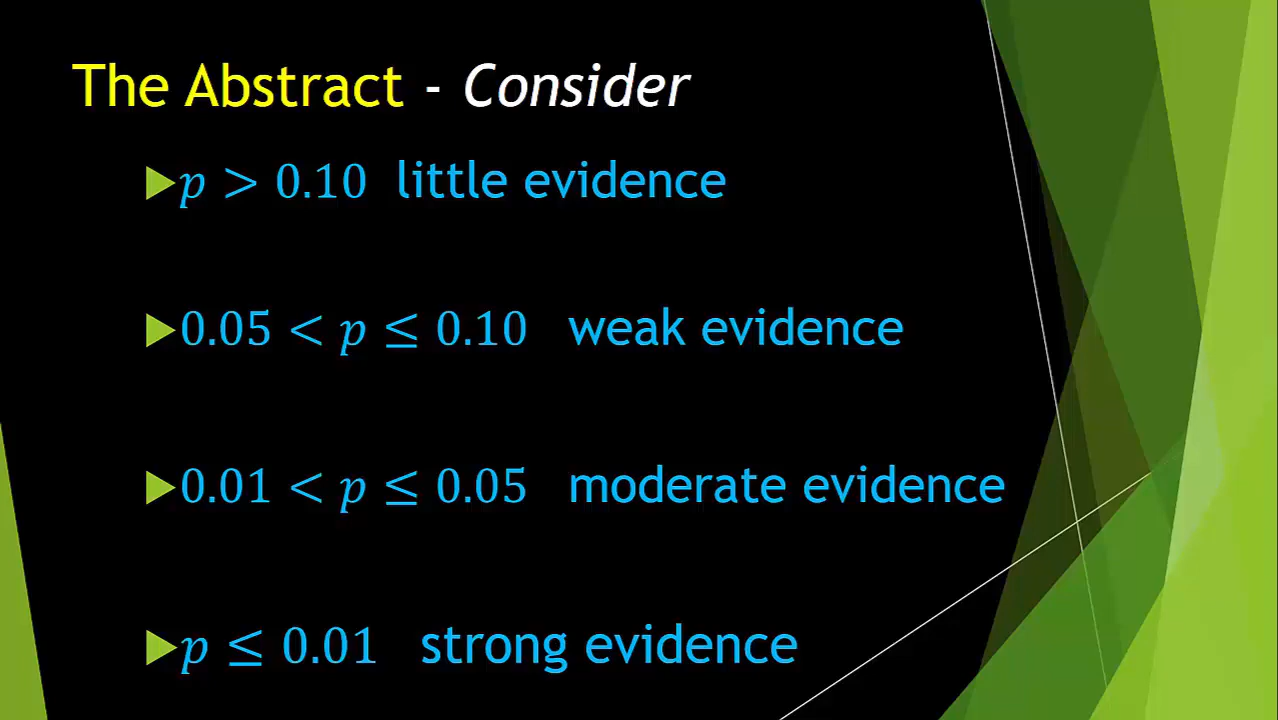 The Abstract - Consider
p > 0.10 little evidence
0.05 < p ≤ 0.10 weak evidence
0.01 < p ≤ 0.05 moderate evidence
p ≤ 0.01 strong evidence